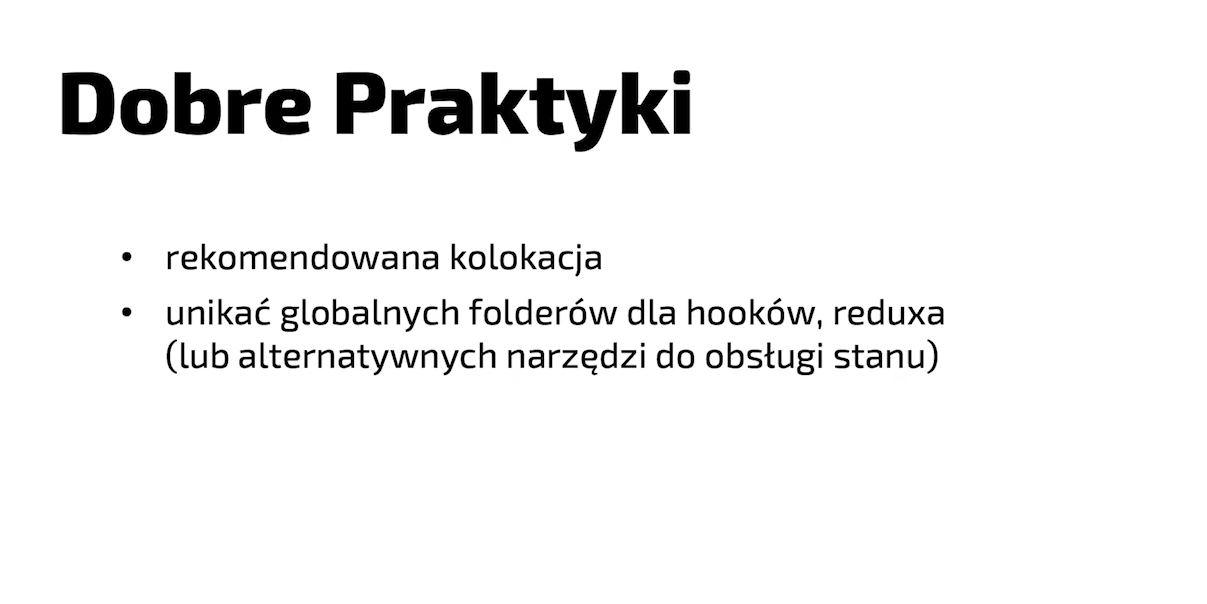 Dobre Praktyki
• rekomendowana kolokacja
• unikać globalnych folderów dla hooków, reduxa
(lub alternatywnych narzędzi do obsługi stanu)